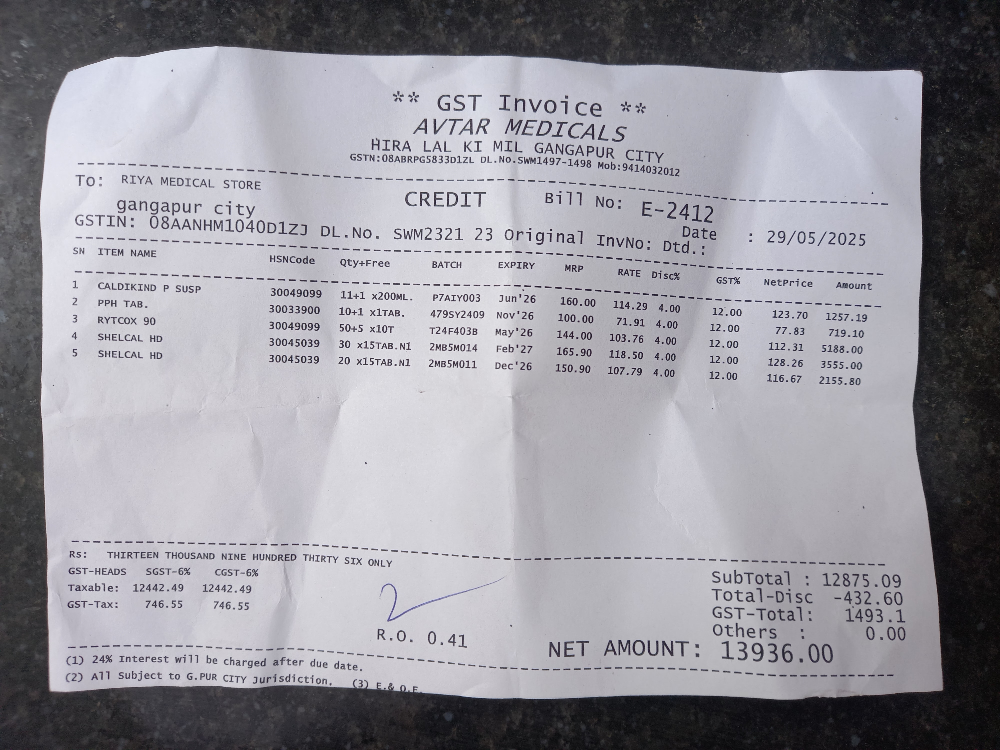 ** GST Invoice **
AVTAR MEDICALS
HIRA LAL KI MIL GANGAPUR CITY
GSTN:08ABRPG5833D1ZL DL.No.SWM1497-1498 Mob:9414032012
To: RIYA MEDICAL STORE
CREDIT Bill No: E-2412
gangapur city Date : 29/05/2025
GSTIN: 08AANHM1040D1ZJ DL.No. SWM2321 23 Original InvNo: Dtd.:
SN ITEM NAME HSNCode Qty+Free BATCH EXPIRY MRP RATE Disc% GST% NetPrice Amount
1 CALDIKIND P SUSP 30049099 11+1 x200ML. P7AIY003 Jun'26 160.00 114.29 4.00 12.00 123.70 1257.19
2 PPH TAB. 30033900 10+1 x1TAB. 479SY2409 Nov'26 100.00 71.91 4.00 12.00 77.83 719.10
3 RYTCOX 90 30049099 50+5 x10T T24F403B May'26 144.00 103.76 4.00 12.00 112.31 5188.00
4 SHELCAL HD 30045039 30 x15TAB.N1 2MB5M014 Feb'27 165.90 118.50 4.00 12.00 128.26 3555.00
5 SHELCAL HD 30045039 20 x15TAB.N1 2MB5M011 Dec'26 150.90 107.79 4.00 12.00 116.67 2155.80
Rs: THIRTEEN THOUSAND NINE HUNDRED THIRTY SIX ONLY
GST-HEADS SGST-6% CGST-6% SubTotal : 12875.09
Taxable: 12442.49 12442.49 Total-Disc -432.60
GST-Tax: 746.55 746.55 GST-Total: 1493.1
Others : 0.00
R.O. 0.41 NET AMOUNT: 13936.00
(1) 24% Interest will be charged after due date.
(2) All Subject to G.PUR CITY Jurisdiction. (3) E.& O.E.